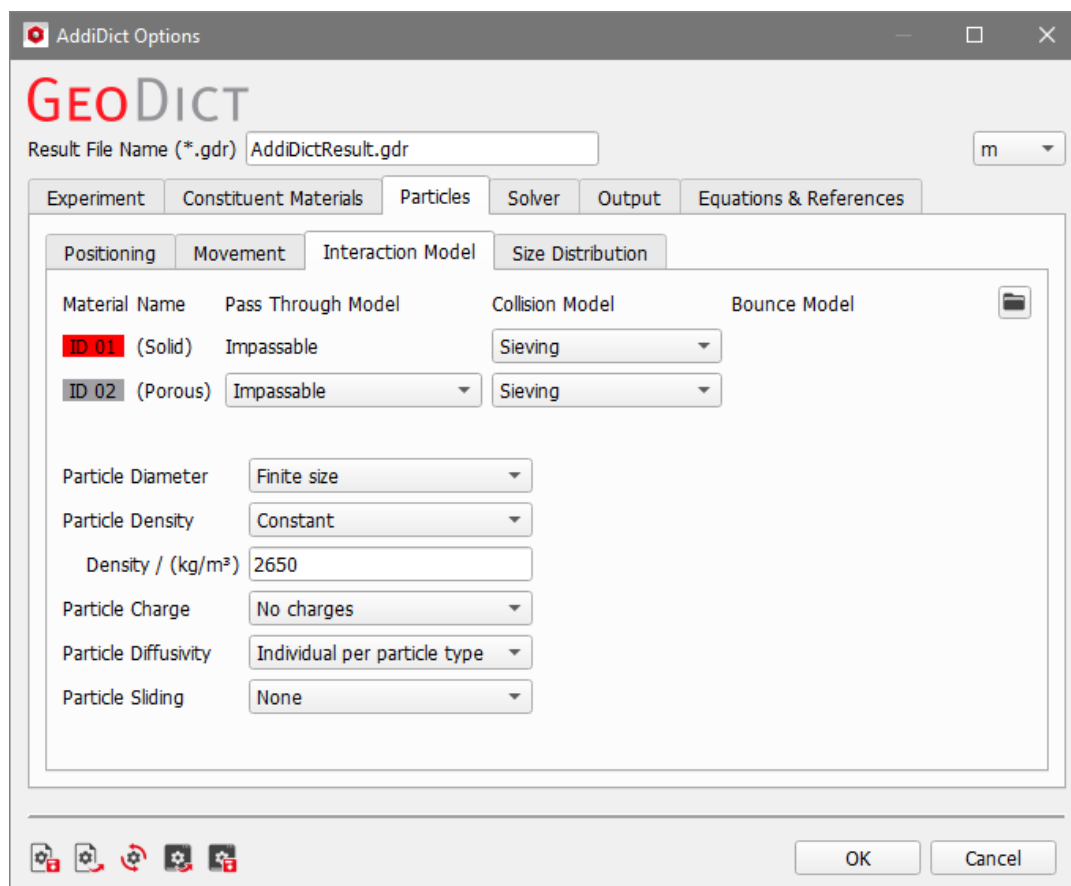 AddiDict Options
GEODICT
Result File Name (*.gdr) AddiDictResult.gdr m
Experiment Constituent Materials Particles Solver Output Equations & References
Positioning Movement Interaction Model Size Distribution
Material Name Pass Through Model Collision Model Bounce Model
ID 01 (Solid) Impassable Sieving
ID 02 (Porous) Impassable Sieving
Particle Diameter Finite size
Particle Density Constant
Density / (kg/m³) 2650
Particle Charge No charges
Particle Diffusivity Individual per particle type
Particle Sliding None
OK Cancel